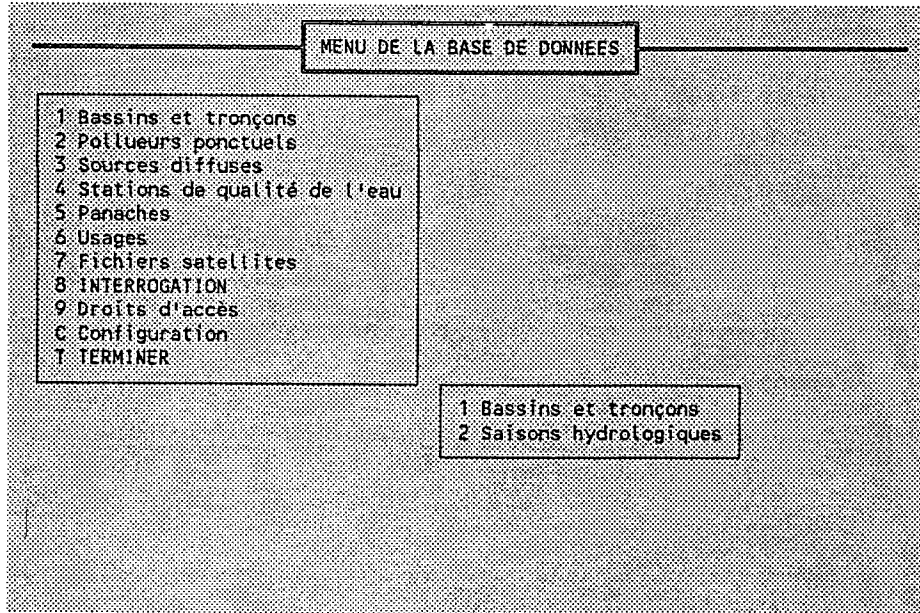 MENU DE LA BASE DE DONNEES
1 Bassins et tronçons
2 Pollueurs ponctuels
3 Sources diffuses
4 Stations de qualité de l'eau
5 Panaches
6 Usages
7 Fichiers satellites
8 INTERROGATION
9 Droits d'accès
C Configuration
T TERMINER
1 Bassins et tronçons
2 Saisons hydrologiques